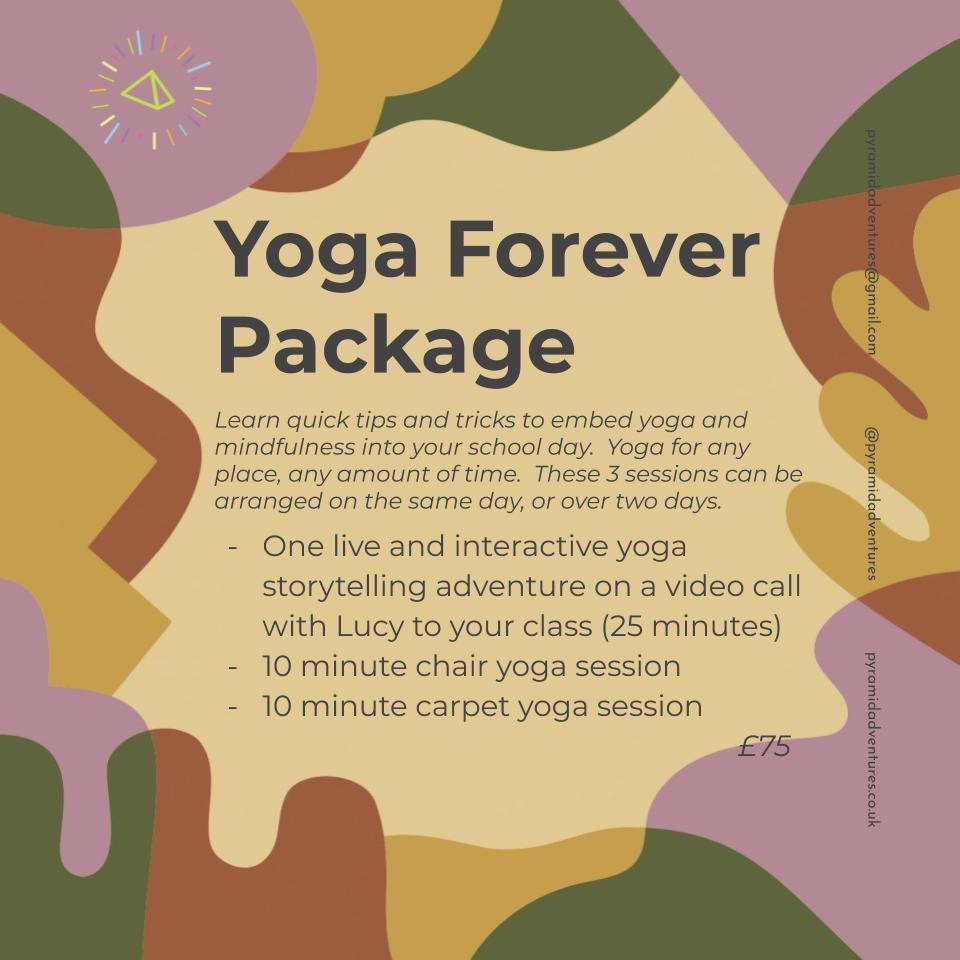 Yoga Forever
Package
Learn quick tips and tricks to embed yoga and
mindfulness into your school day.  Yoga for any
place, any amount of time.  These 3 sessions can be
arranged on the same day, or over two days.
- One live and interactive yoga
storytelling adventure on a video call
with Lucy to your class (25 minutes)
- 10 minute chair yoga session
- 10 minute carpet yoga session
£75
pyramidadventures@gmail.com
@pyramidadventures
pyramidadventures.co.uk